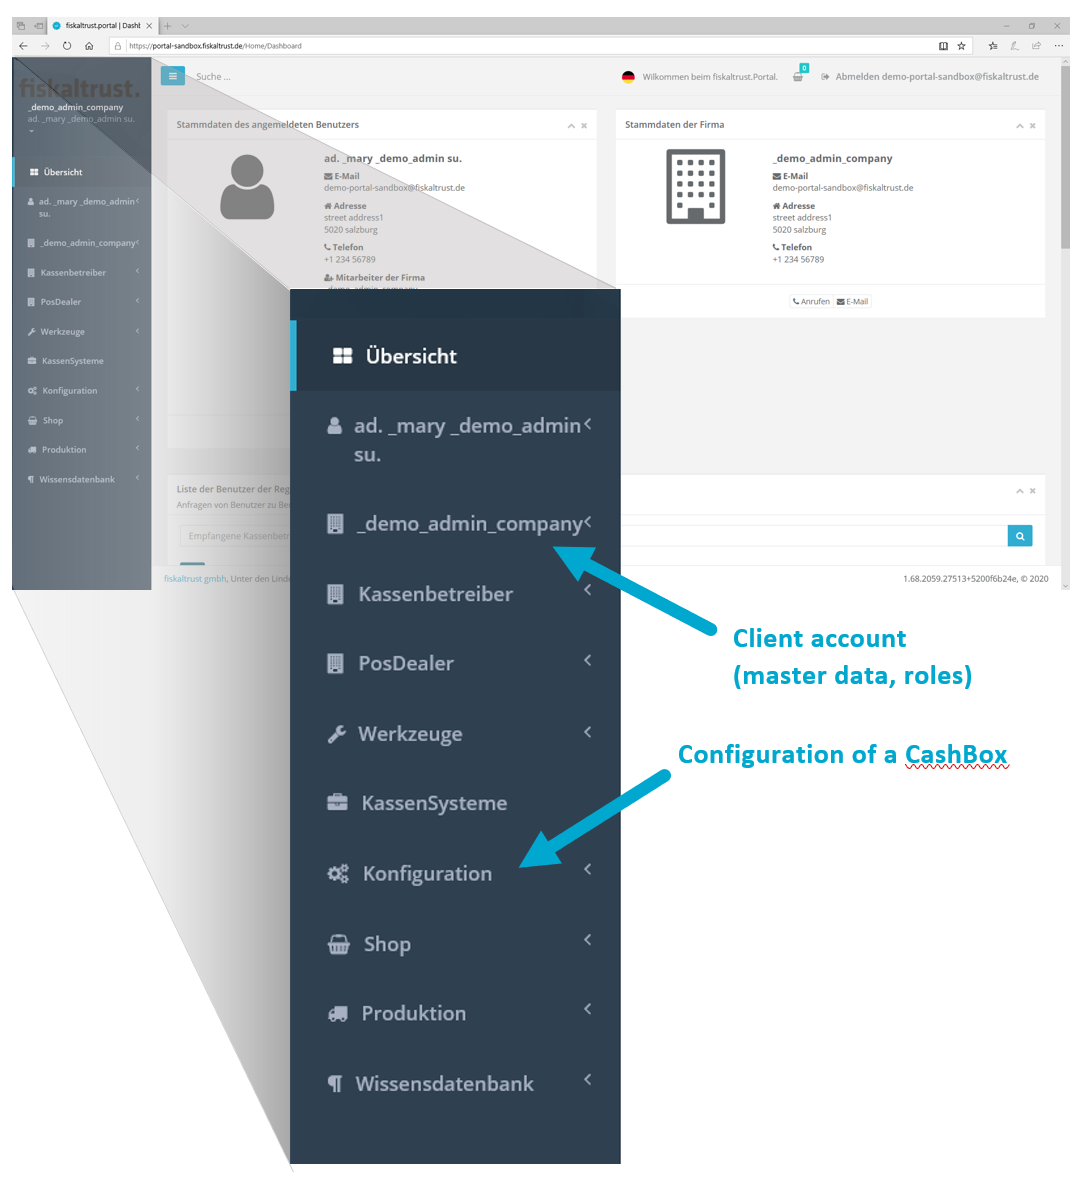 fiskaltrust.portal | Dasht
https://portal-sandbox.fiskaltrust.de/Home/Dashboard
fiskaltrust.
_demo_admin_company
ad. _mary _demo_admin su.
Suche ...
Wilkommen beim fiskaltrust.Portal.
0
Abmelden demo-portal-sandbox@fiskaltrust.de
Übersicht
ad. _mary _demo_admin
su.
_demo_admin_company
Kassenbetreiber
PosDealer
Werkzeuge
KassenSysteme
Konfiguration
Shop
Produktion
Wissensdatenbank
Stammdaten des angemeldeten Benutzers
ad. _mary _demo_admin su.
E-Mail
demo-portal-sandbox@fiskaltrust.de
Adresse
street address1
5020 salzburg
Telefon
+1 234 56789
Mitarbeiter der Firma
_demo_admin_company
Stammdaten der Firma
_demo_admin_company
E-Mail
demo-portal-sandbox@fiskaltrust.de
Adresse
street address1
5020 salzburg
Telefon
+1 234 56789
Anrufen E-Mail
Liste der Benutzer der Reg
Anfragen von Benutzer zu Be
Empfangene Kassenbetr
fiskaltrust gmbh, Unter den Linde
1.68.2059.27513+5200f6b24e, © 2020
Übersicht
ad. _mary _demo_admin
su.
_demo_admin_company
Kassenbetreiber
PosDealer
Werkzeuge
KassenSysteme
Konfiguration
Shop
Produktion
Wissensdatenbank
Client account
(master data, roles)
Configuration of a CashBox